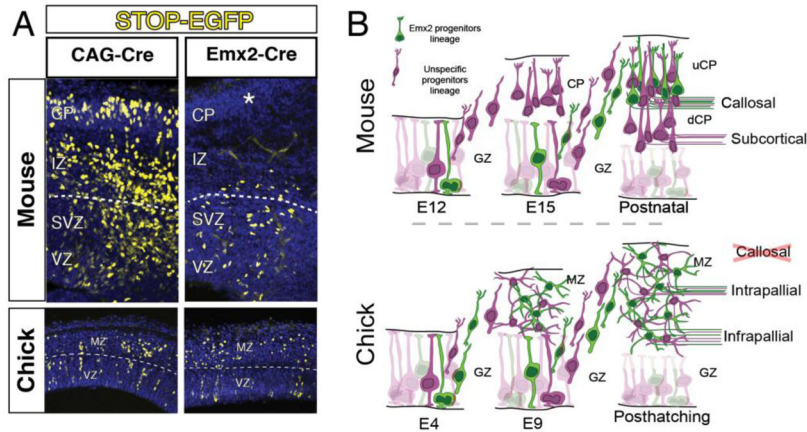 A
STOP-EGFP
CAG-Cre
Emx2-Cre
Mouse
CP
IZ
SVZ
VZ
*
CP
IZ
SVZ
VZ
Chick
MZ
VZ
MZ
VZ
B
Emx2 progenitors
lineage
Unspecific
progenitors
lineage
Mouse
GZ
CP
GZ
uCP
Callosal
dCP
Subcortical
GZ
E12
E15
Postnatal
Chick
GZ
MZ
GZ
Callosal
MZ
Intrapallial
Infrapallial
GZ
E4
E9
Posthatching